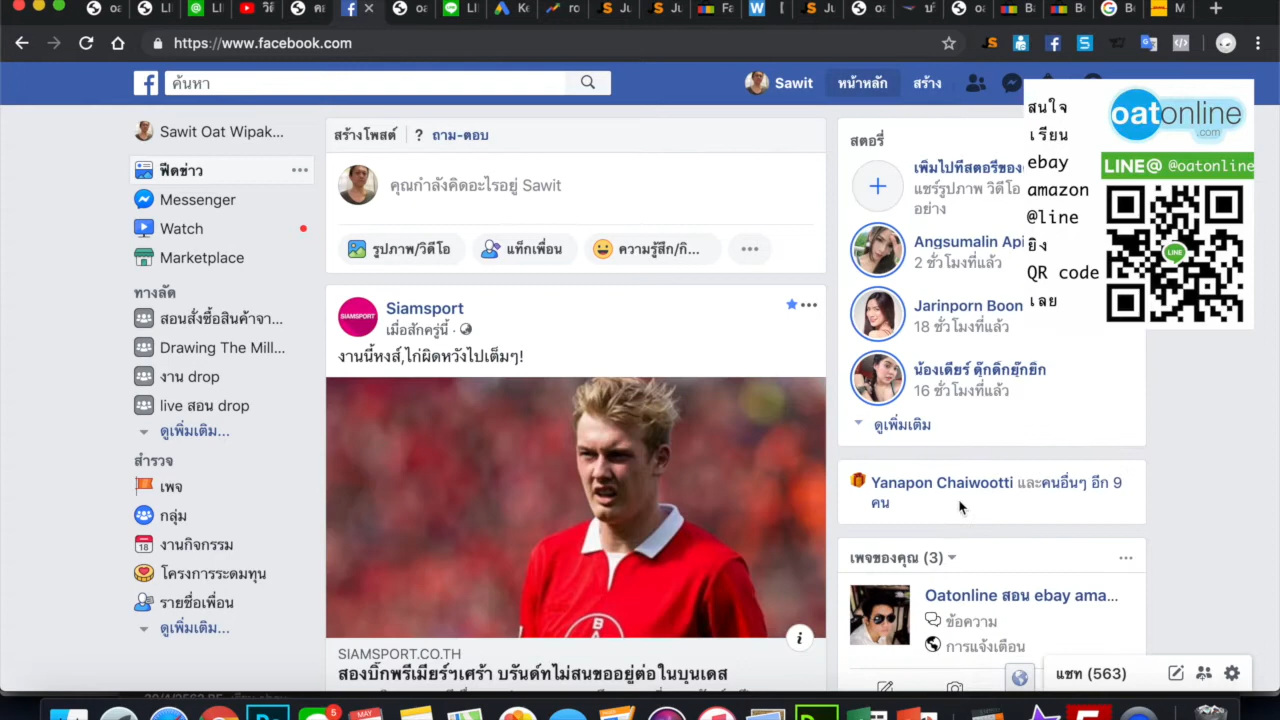 https://www.facebook.com
ค้นหา
Sawit
หน้าหลัก
สร้าง
Sawit Oat Wipak...
ฟีดข่าว
Messenger
Watch
Marketplace
ทางลัด
สอนสั่งซื้อสินค้าจา...
Drawing The Mill...
งาน drop
live สอน drop
ดูเพิ่มเติม...
สำรวจ
เพจ
กลุ่ม
18 งานกิจกรรม
โครงการระดมทุน
รายชื่อเพื่อน
ดูเพิ่มเติม...
สร้างโพสต์
? ถาม-ตอบ
คุณกำลังคิดอะไรอยู่ Sawit
รูปภาพ/วิดีโอ
แท็กเพื่อน
ความรู้สึก/กิ...
SIAMSPORT
Siamsport
เมื่อสักครู่นี้ ·
งานนี้หงส์,ไก่ผิดหวังไปเต็มๆ!
SIAMSPORT.CO.TH
สองบิ๊กพรีเมียร์ฯเศร้า บรันด์ทไม่สนขออยู่ต่อในบุนเดส
สตอรี่
เพิ่มไปที่สตอรี่ของ
แชร์รูปภาพ วิดีโอ
อย่าง
Angsumalin Api
2 ชั่วโมงที่แล้ว
Jarinporn Boon
18 ชั่วโมงที่แล้ว
น้องเดียร์ ดุ๊กดิ๊กยุ๊กยิ๊ก
16 ชั่วโมงที่แล้ว
ดูเพิ่มเติม
Yanapon Chaiwootti และคนอื่นๆ อีก 9
คน
เพจของคุณ (3)
Oatonline สอน ebay ama...
ข้อความ
การแจ้งเตือน
แชท (563)
สนใจ
เรียน
ebay
amazon
@line
ยิง
QR code
เลย
oatonline
.com
LINE@ @oatonline
LINE